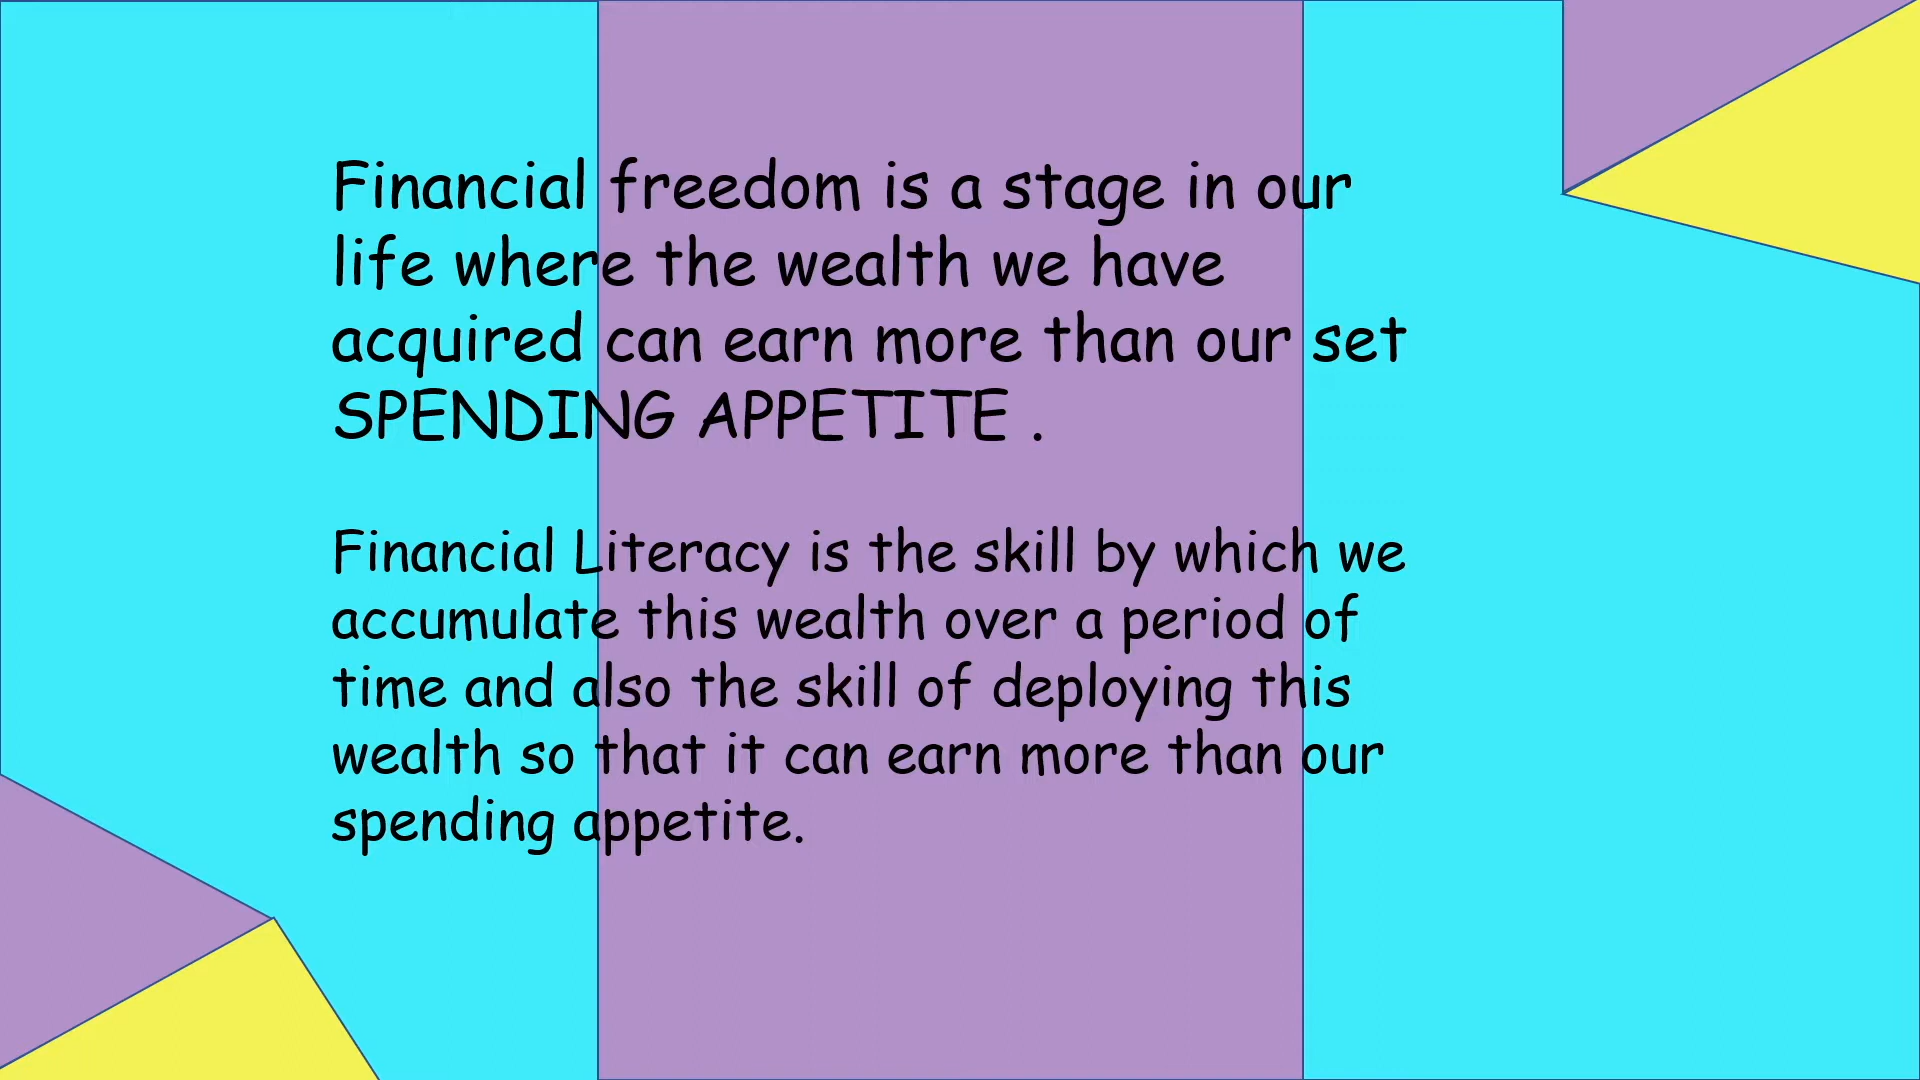 Financial freedom is a stage in our
life where the wealth we have
acquired can earn more than our set
SPENDING APPETITE .
Financial Literacy is the skill by which we
accumulate this wealth over a period of
time and also the skill of deploying this
wealth so that it can earn more than our
spending appetite.